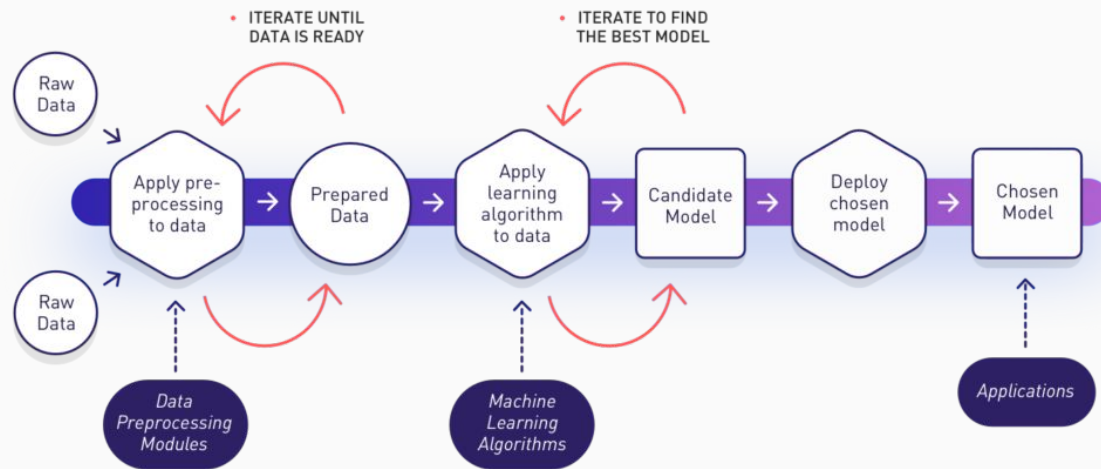 • ITERATE UNTIL
DATA IS READY
• ITERATE TO FIND
THE BEST MODEL
Raw
Data
Raw
Data
Apply pre-
processing
to data
Prepared
Data
Apply
learning
algorithm
to data
Candidate
Model
Deploy
chosen
model
Chosen
Model
Data
Preprocessing
Modules
Machine
Learning
Algorithms
Applications